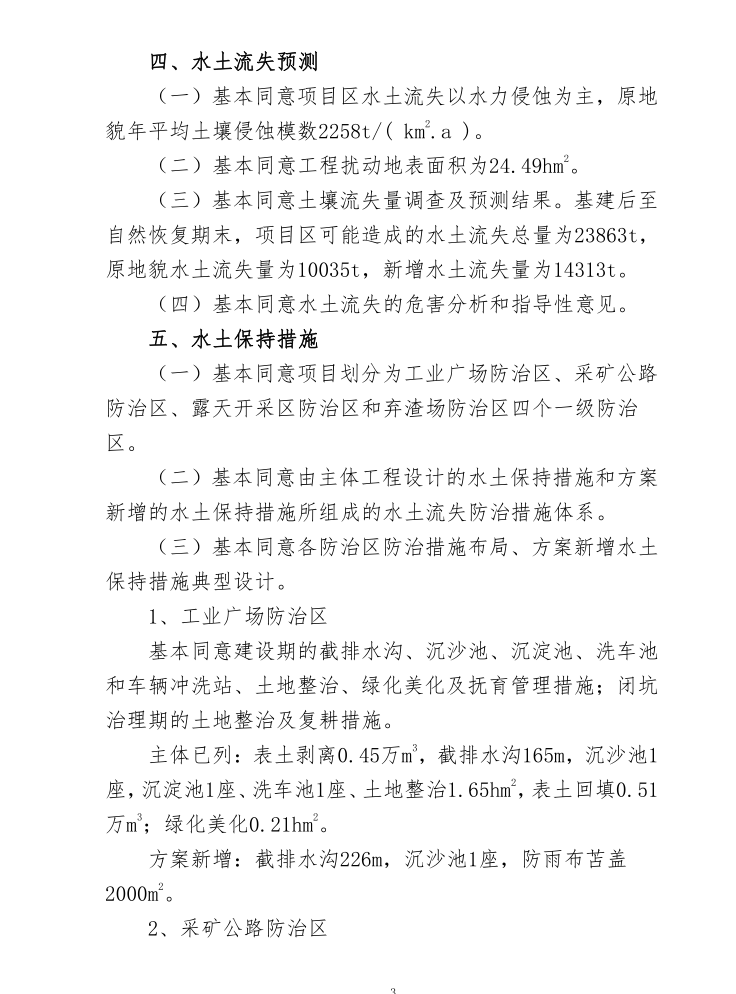 四、水土流失预测
（一）基本同意项目区水土流失以水力侵蚀为主，原地
貌年平均土壤侵蚀模数2258t/( km².a )。
（二）基本同意工程扰动地表面积为24.49hm²。
（三）基本同意土壤流失量调查及预测结果。基建后至
自然恢复期末，项目区可能造成的水土流失总量为23863t，
原地貌水土流失量为10035t，新增水土流失量为14313t。
（四）基本同意水土流失的危害分析和指导性意见。
五、水土保持措施
（一）基本同意项目划分为工业广场防治区、采矿公路
防治区、露天开采区防治区和弃渣场防治区四个一级防治
区。
（二）基本同意由主体工程设计的水土保持措施和方案
新增的水土保持措施所组成的水土流失防治措施体系。
（三）基本同意各防治区防治措施布局、方案新增水土
保持措施典型设计。
1、工业广场防治区
基本同意建设期的截排水沟、沉沙池、沉淀池、洗车池
和车辆冲洗站、土地整治、绿化美化及抚育管理措施；闭坑
治理期的土地整治及复耕措施。
主体已列：表土剥离0.45万m³，截排水沟165m，沉沙池1
座，沉淀池1座、洗车池1座、土地整治1.65hm²，表土回填0.51
万m³；绿化美化0.21hm²。
方案新增：截排水沟226m，沉沙池1座，防雨布苫盖
2000m²。
2、采矿公路防治区
3